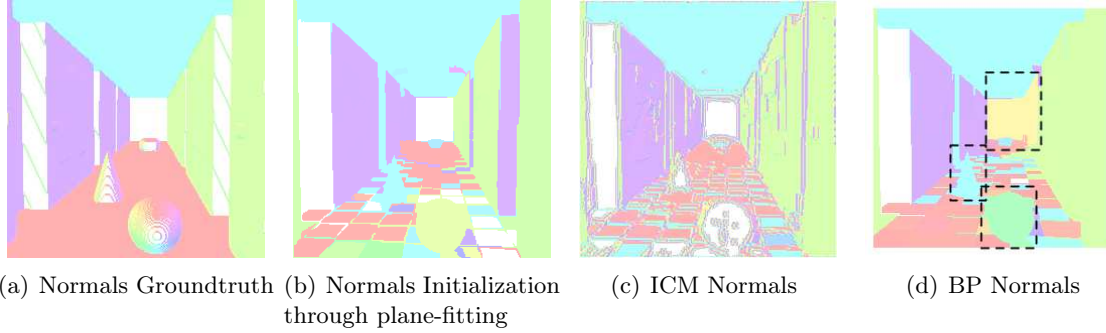 (a) Normals Groundtruth
(b) Normals Initialization
through plane-fitting
(c) ICM Normals
(d) BP Normals